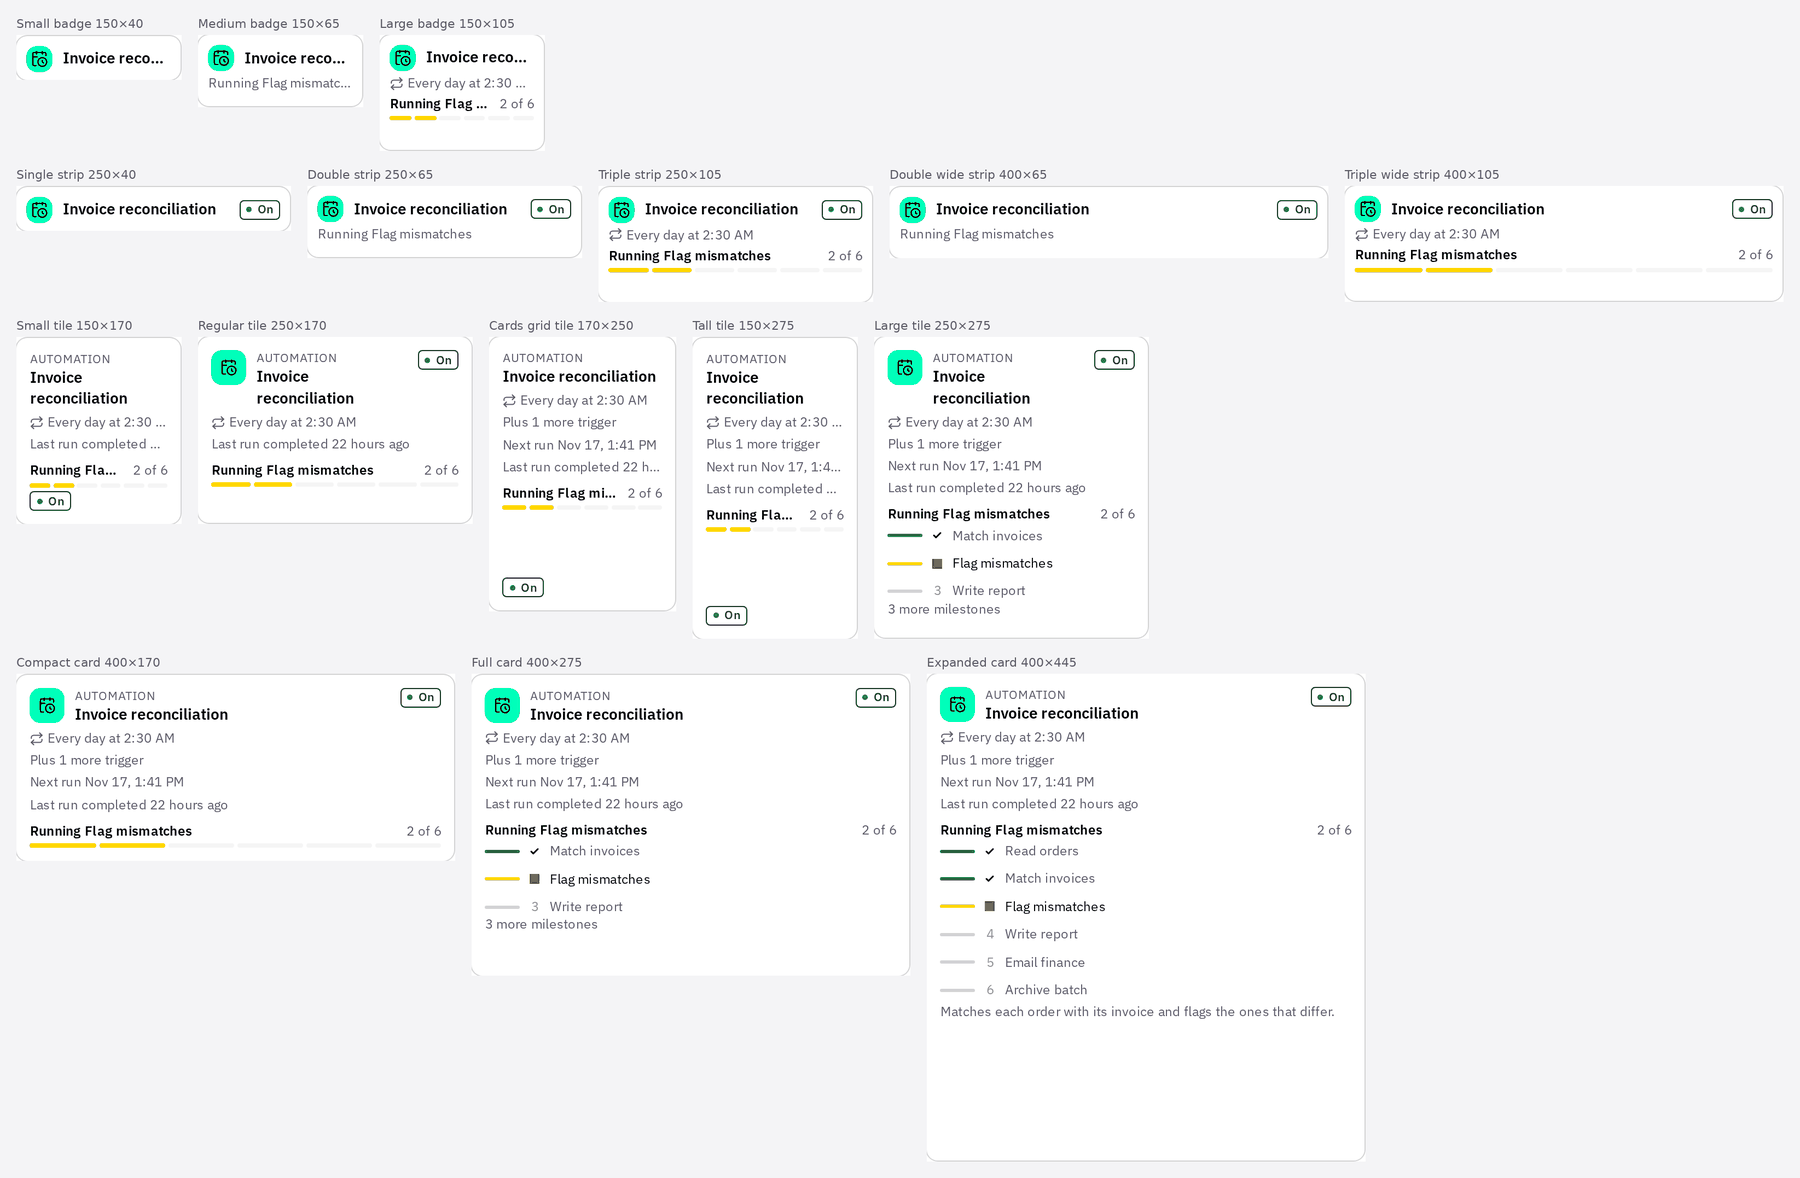 Small badge 150×40
Invoice reco...
Medium badge 150×65
Invoice reco...
Running Flag mismatc...
Large badge 150×105
Invoice reco...
Every day at 2:30 ...
Running Flag ... 2 of 6
Single strip 250×40
Invoice reconciliation On
Double strip 250×65
Invoice reconciliation On
Running Flag mismatches
Triple strip 250×105
Invoice reconciliation On
Every day at 2:30 AM
Running Flag mismatches 2 of 6
Double wide strip 400×65
Invoice reconciliation On
Running Flag mismatches
Triple wide strip 400×105
Invoice reconciliation On
Every day at 2:30 AM
Running Flag mismatches 2 of 6
Small tile 150×170
AUTOMATION
Invoice
reconciliation
Every day at 2:30 ...
Last run completed ...
Running Fla... 2 of 6
On
Regular tile 250×170
AUTOMATION On
Invoice
reconciliation
Every day at 2:30 AM
Last run completed 22 hours ago
Running Flag mismatches 2 of 6
Cards grid tile 170×250
AUTOMATION
Invoice reconciliation
Every day at 2:30 AM
Plus 1 more trigger
Next run Nov 17, 1:41 PM
Last run completed 22 h...
Running Flag mi... 2 of 6
On
Tall tile 150×275
AUTOMATION
Invoice
reconciliation
Every day at 2:30 ...
Plus 1 more trigger
Next run Nov 17, 1:4...
Last run completed ...
Running Fla... 2 of 6
On
Large tile 250×275
AUTOMATION On
Invoice
reconciliation
Every day at 2:30 AM
Plus 1 more trigger
Next run Nov 17, 1:41 PM
Last run completed 22 hours ago
Running Flag mismatches 2 of 6
Match invoices
Flag mismatches
3 Write report
3 more milestones
Compact card 400×170
AUTOMATION On
Invoice reconciliation
Every day at 2:30 AM
Plus 1 more trigger
Next run Nov 17, 1:41 PM
Last run completed 22 hours ago
Running Flag mismatches 2 of 6
Full card 400×275
AUTOMATION On
Invoice reconciliation
Every day at 2:30 AM
Plus 1 more trigger
Next run Nov 17, 1:41 PM
Last run completed 22 hours ago
Running Flag mismatches 2 of 6
Match invoices
Flag mismatches
3 Write report
3 more milestones
Expanded card 400×445
AUTOMATION On
Invoice reconciliation
Every day at 2:30 AM
Plus 1 more trigger
Next run Nov 17, 1:41 PM
Last run completed 22 hours ago
Running Flag mismatches 2 of 6
Read orders
Match invoices
Flag mismatches
4 Write report
5 Email finance
6 Archive batch
Matches each order with its invoice and flags the ones that differ.